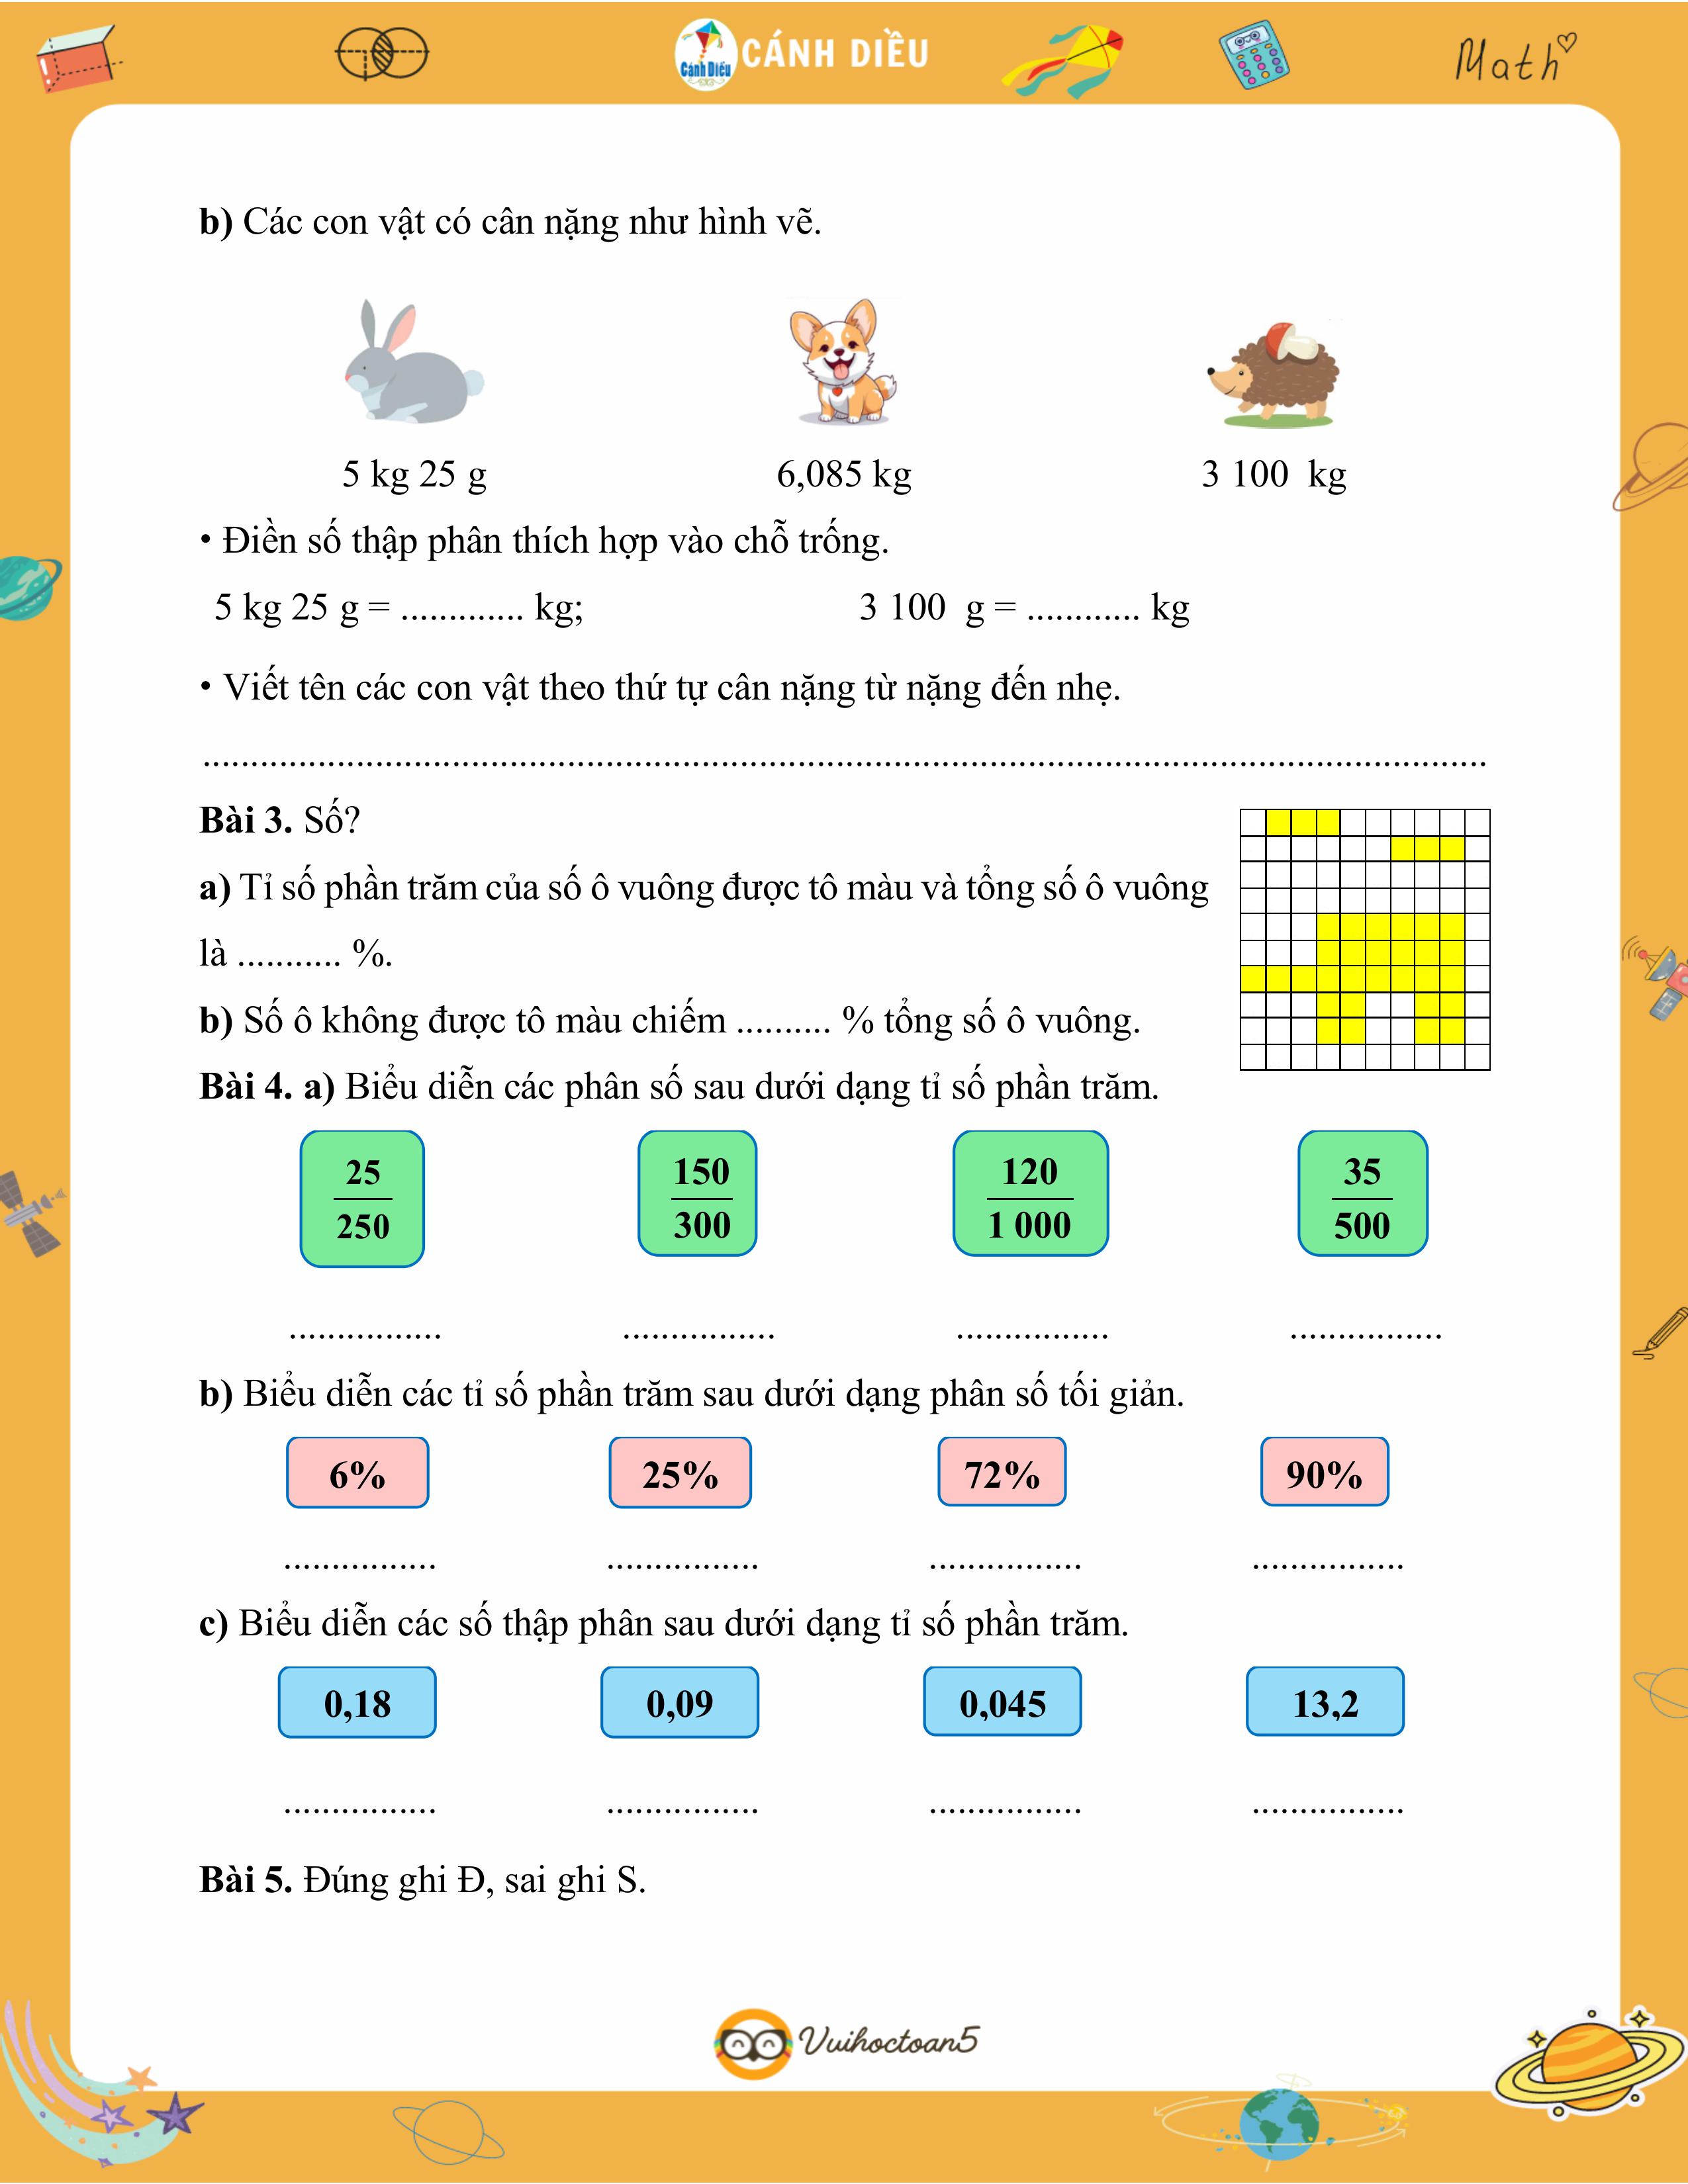 Cánh Diều CÁNH DIỀU Math
b) Các con vật có cân nặng như hình vẽ.
5 kg 25 g 6,085 kg 3 100 kg
• Điền số thập phân thích hợp vào chỗ trống.
5 kg 25 g = ............. kg; 3 100 g = ............ kg
• Viết tên các con vật theo thứ tự cân nặng từ nặng đến nhẹ.
......................................................................................................................................
Bài 3. Số?
a) Tỉ số phần trăm của số ô vuông được tô màu và tổng số ô vuông
là ........... %.
b) Số ô không được tô màu chiếm .......... % tổng số ô vuông.
Bài 4. a) Biểu diễn các phân số sau dưới dạng tỉ số phần trăm.
25 150 120 35
250 300 1 000 500
................ ................ ................ ................
b) Biểu diễn các tỉ số phần trăm sau dưới dạng phân số tối giản.
6% 25% 72% 90%
................ ................ ................ ................
c) Biểu diễn các số thập phân sau dưới dạng tỉ số phần trăm.
0,18 0,09 0,045 13,2
................ ................ ................ ................
Bài 5. Đúng ghi Đ, sai ghi S.
Vuihoctoan5